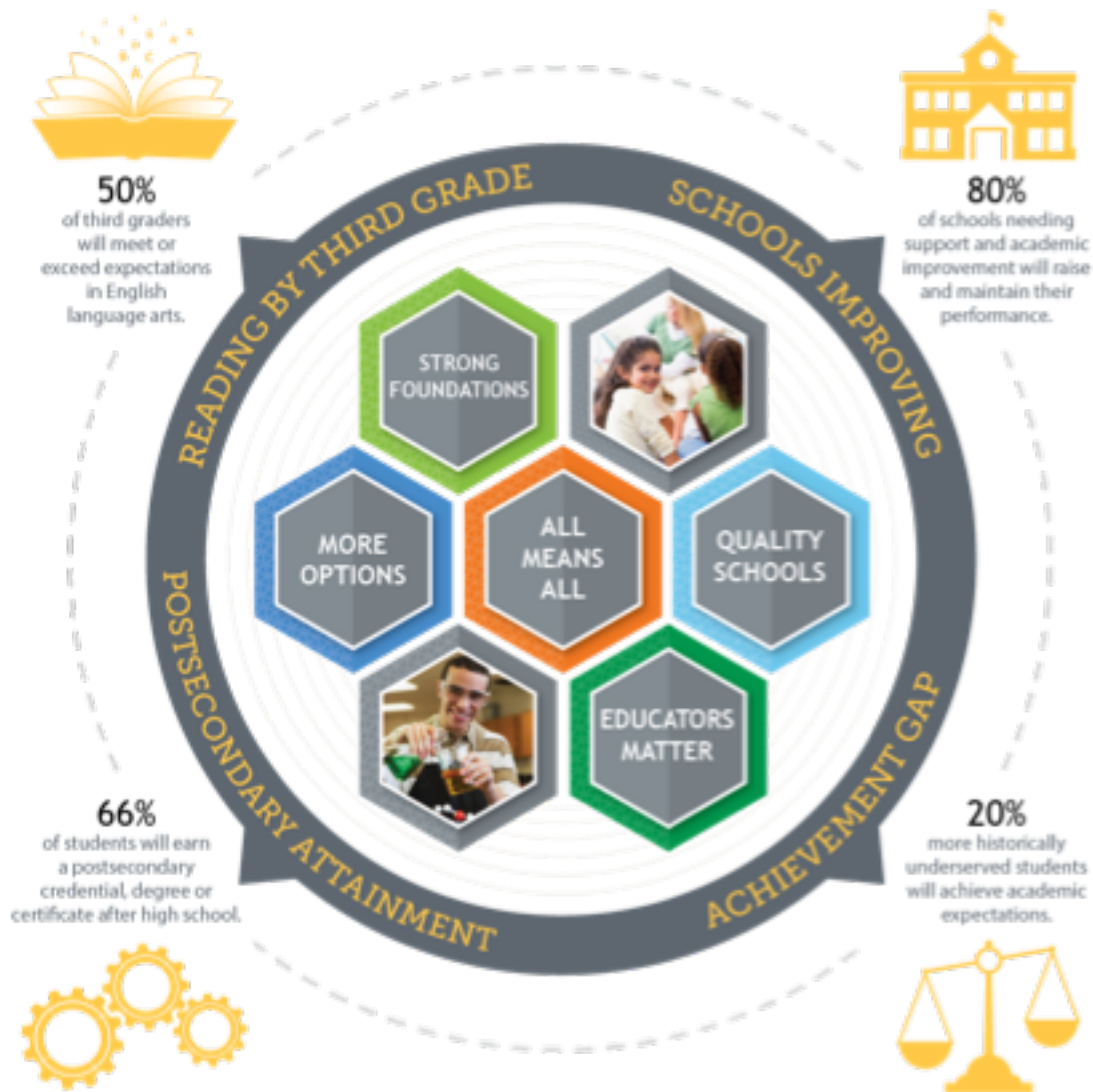 50%
of third graders
will meet or
exceed expectations
in English
language arts.
80%
of schools needing
support and academic
improvement will raise
and maintain their
performance.
READING BY THIRD GRADE
SCHOOLS IMPROVING
STRONG
FOUNDATIONS
MORE
OPTIONS
ALL
MEANS
ALL
QUALITY
SCHOOLS
EDUCATORS
MATTER
POSTSECONDARY ATTAINMENT
ACHIEVEMENT GAP
66%
of students will earn
a postsecondary
credential, degree or
certificate after high school.
20%
more historically
underserved students
will achieve academic
expectations.